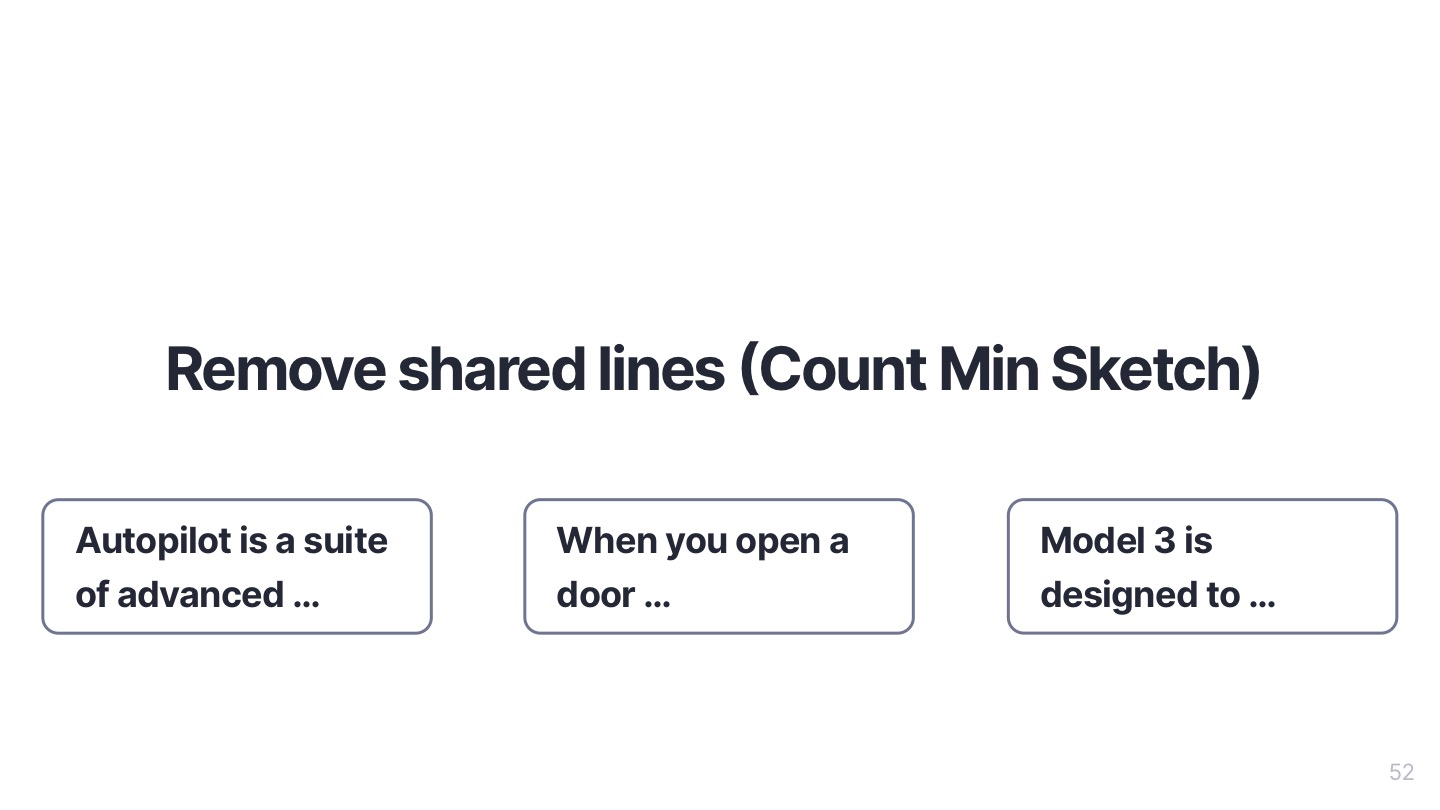 Remove shared lines (Count Min Sketch)
Autopilot is a suite
of advanced ...
When you open a
door ...
Model 3 is
designed to ...
52